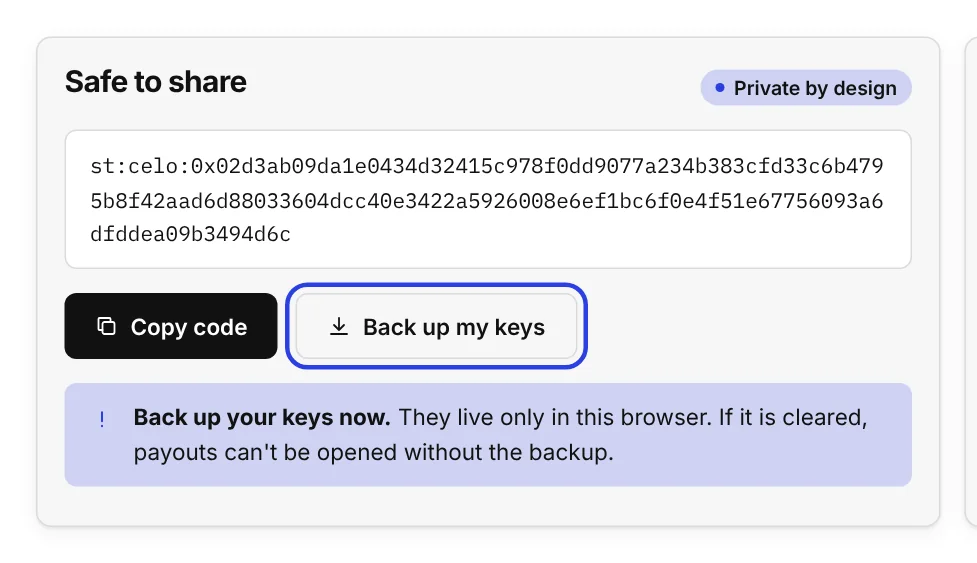 Safe to share
Private by design
st:celo:0x02d3ab09da1e0434d32415c978f0dd9077a234b383cfd33c6b479
5b8f42aad6d88033604dcc40e3422a5926008e6ef1bc6f0e4f51e67756093a6
dfddea09b3494d6c
Copy code
Back up my keys
! Back up your keys now. They live only in this browser. If it is cleared,
payouts can't be opened without the backup.